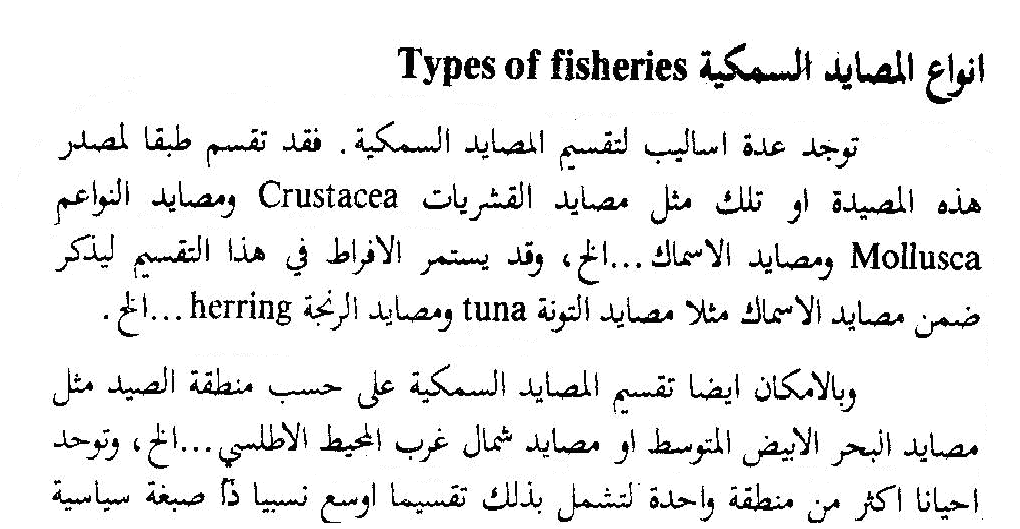 انواع المصايد السمكية Types of fisheries
توجد عدة اساليب لتقسيم المصايد السمكية. فقد تقسم طبقا لمصدر
هذه المصيدة او تلك مثل مصايد القشريات Crustacea ومصايد النواعم
Mollusca ومصايد الاسماك...الخ، وقد يستمر الافراط في هذا التقسيم ليذكر
ضمن مصايد الاسماك مثلا مصايد التونة tuna ومصايد الرنجة herring...الخ.
وبالامكان ايضا تقسيم المصايد السمكية على حسب منطقة الصيد مثل
مصايد البحر الابيض المتوسط او مصايد شمال غرب المحيط الاطلسي...الخ، وتوحد
احيانا اكثر من منطقة واحدة لتشمل بذلك تقسيما اوسع نسبيا ذا صبغة سياسية